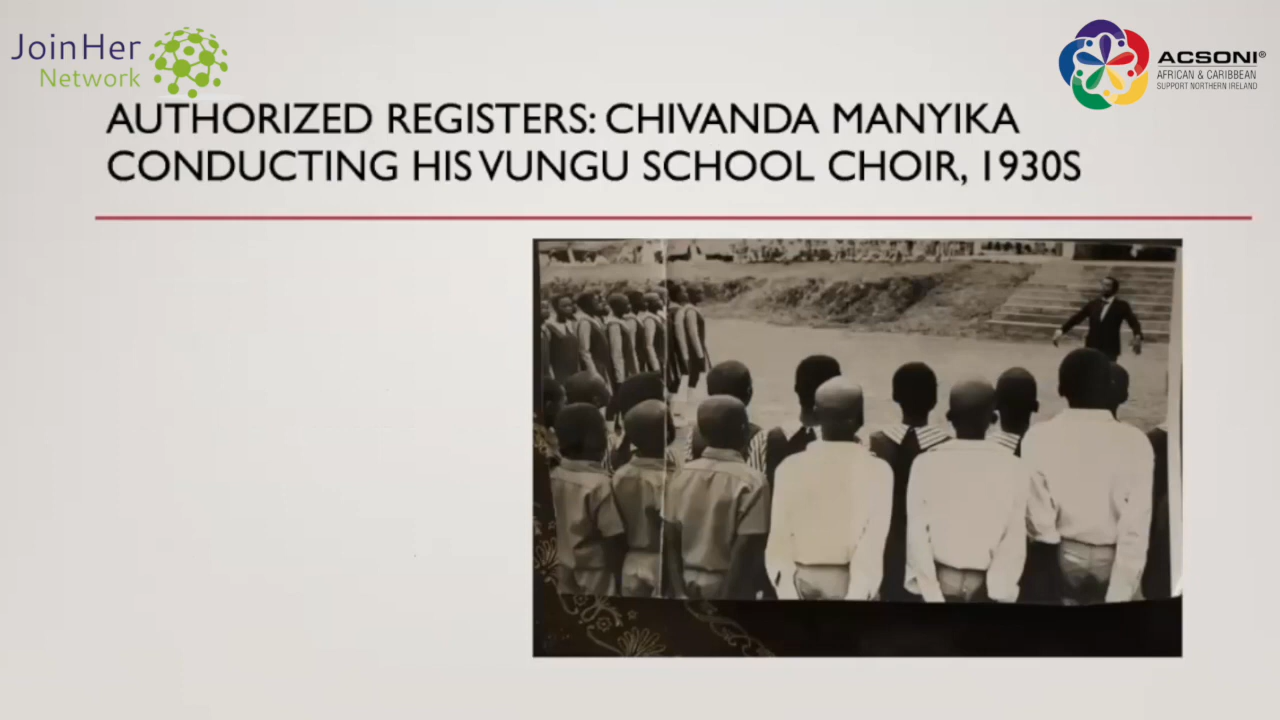 JoinHer
Network
ACSONI®
AFRICAN & CARIBBEAN
SUPPORT NORTHERN IRELAND
AUTHORIZED REGISTERS: CHIVANDA MANYIKA
CONDUCTING HIS VUNGU SCHOOL CHOIR, 1930S